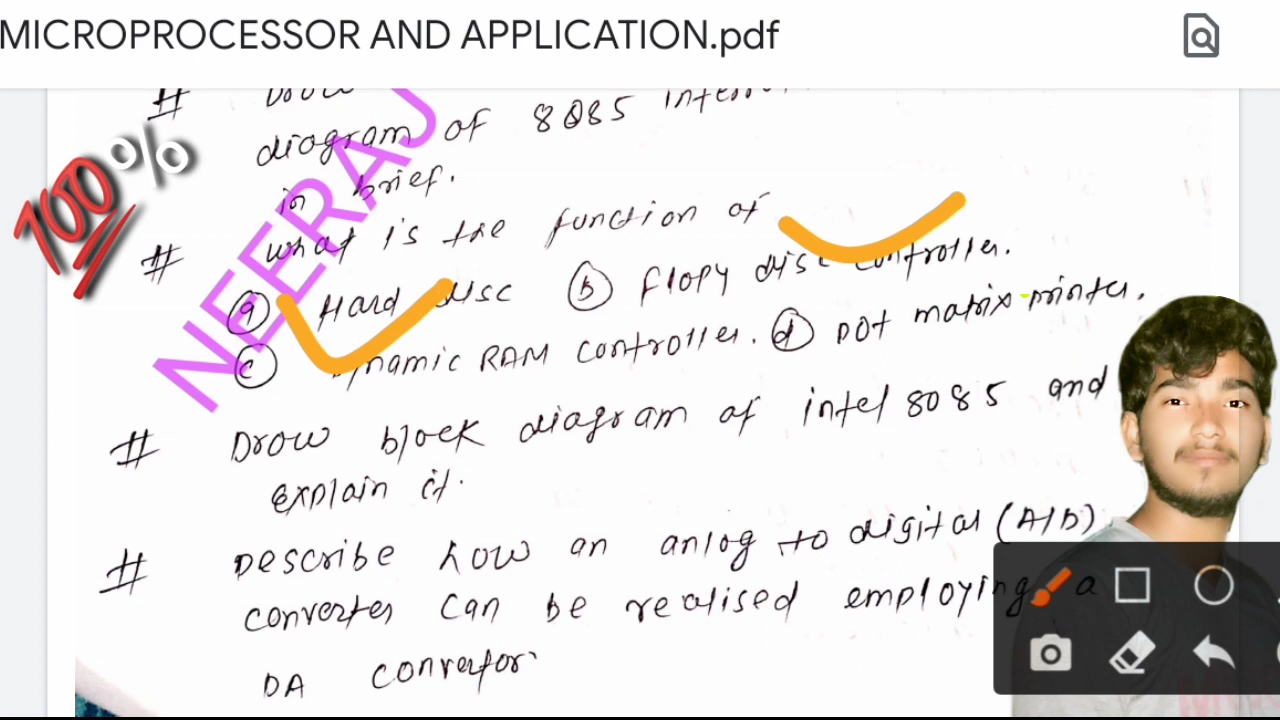 MICROPROCESSOR AND APPLICATION.pdf
100%
NEERAJ
#
diagram of 8085
in brief.
# what is the function of
(a) Hard disc (b) flopy disc controller.
(c) Dynamic RAM controller. (d) Dot matrix printer.
# Drow block diagram of intel 8085 and
explain it.
# Describe how an anlog to digital (A/D)
converter can be realised employing a
DA convertor